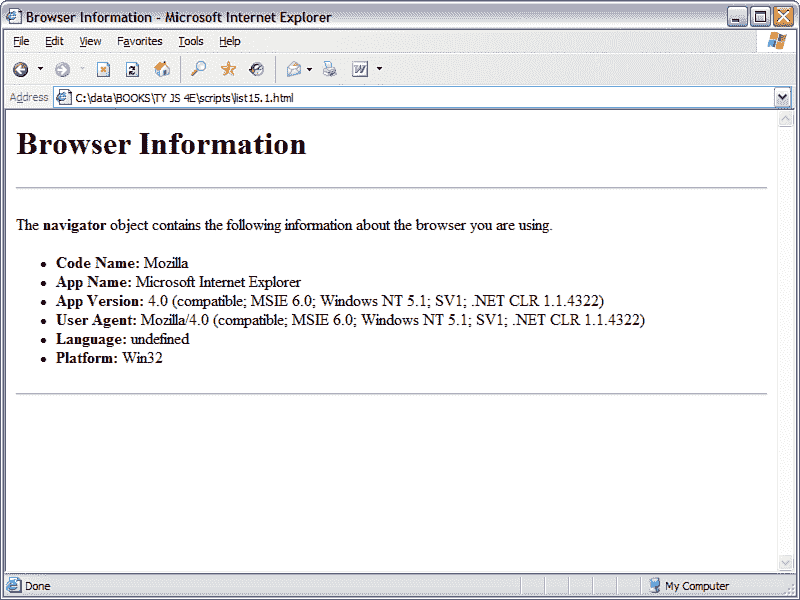 Browser Information - Microsoft Internet Explorer
File Edit View Favorites Tools Help
Address C:\data\BOOKS\TY JS 4E\scripts\list15.1.html
Browser Information
The navigator object contains the following information about the browser you are using.
• Code Name: Mozilla
• App Name: Microsoft Internet Explorer
• App Version: 4.0 (compatible; MSIE 6.0; Windows NT 5.1; SV1; .NET CLR 1.1.4322)
• User Agent: Mozilla/4.0 (compatible; MSIE 6.0; Windows NT 5.1; SV1; .NET CLR 1.1.4322)
• Language: undefined
• Platform: Win32
Done My Computer